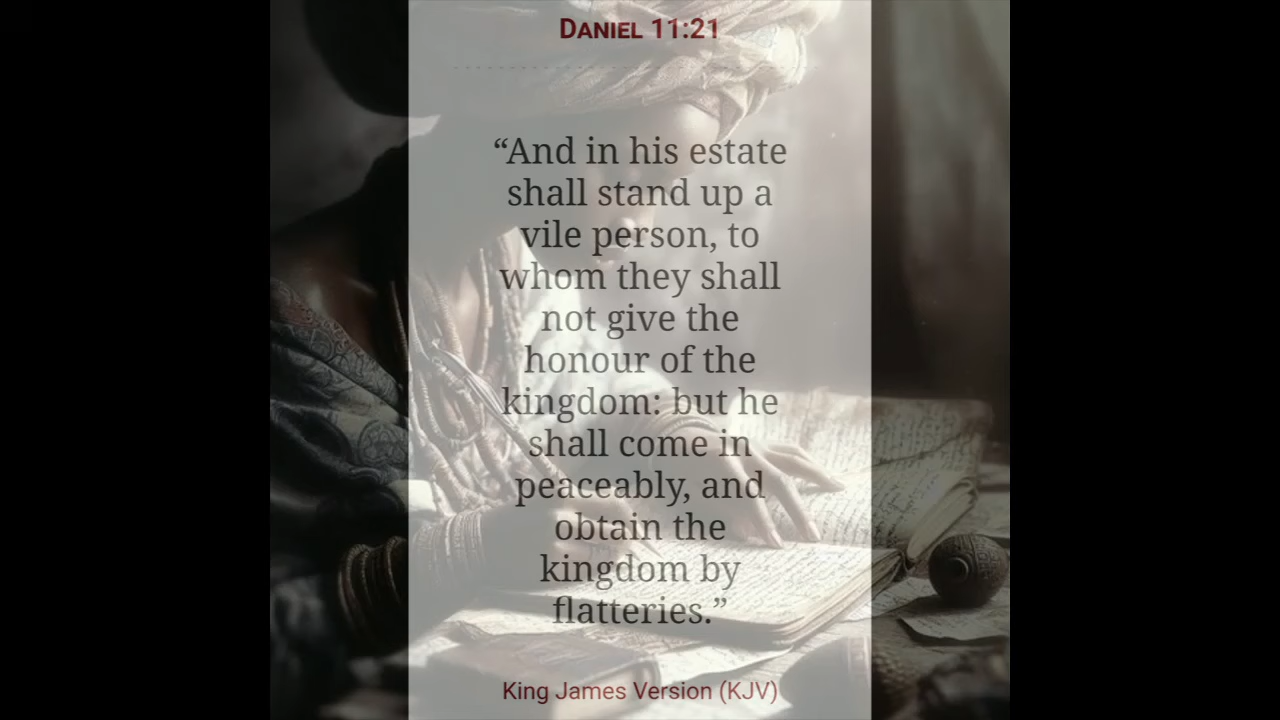 Daniel 11:21
“And in his estate
shall stand up a
vile person, to
whom they shall
not give the
honour of the
kingdom: but he
shall come in
peaceably, and
obtain the
kingdom by
flatteries.”
King James Version (KJV)